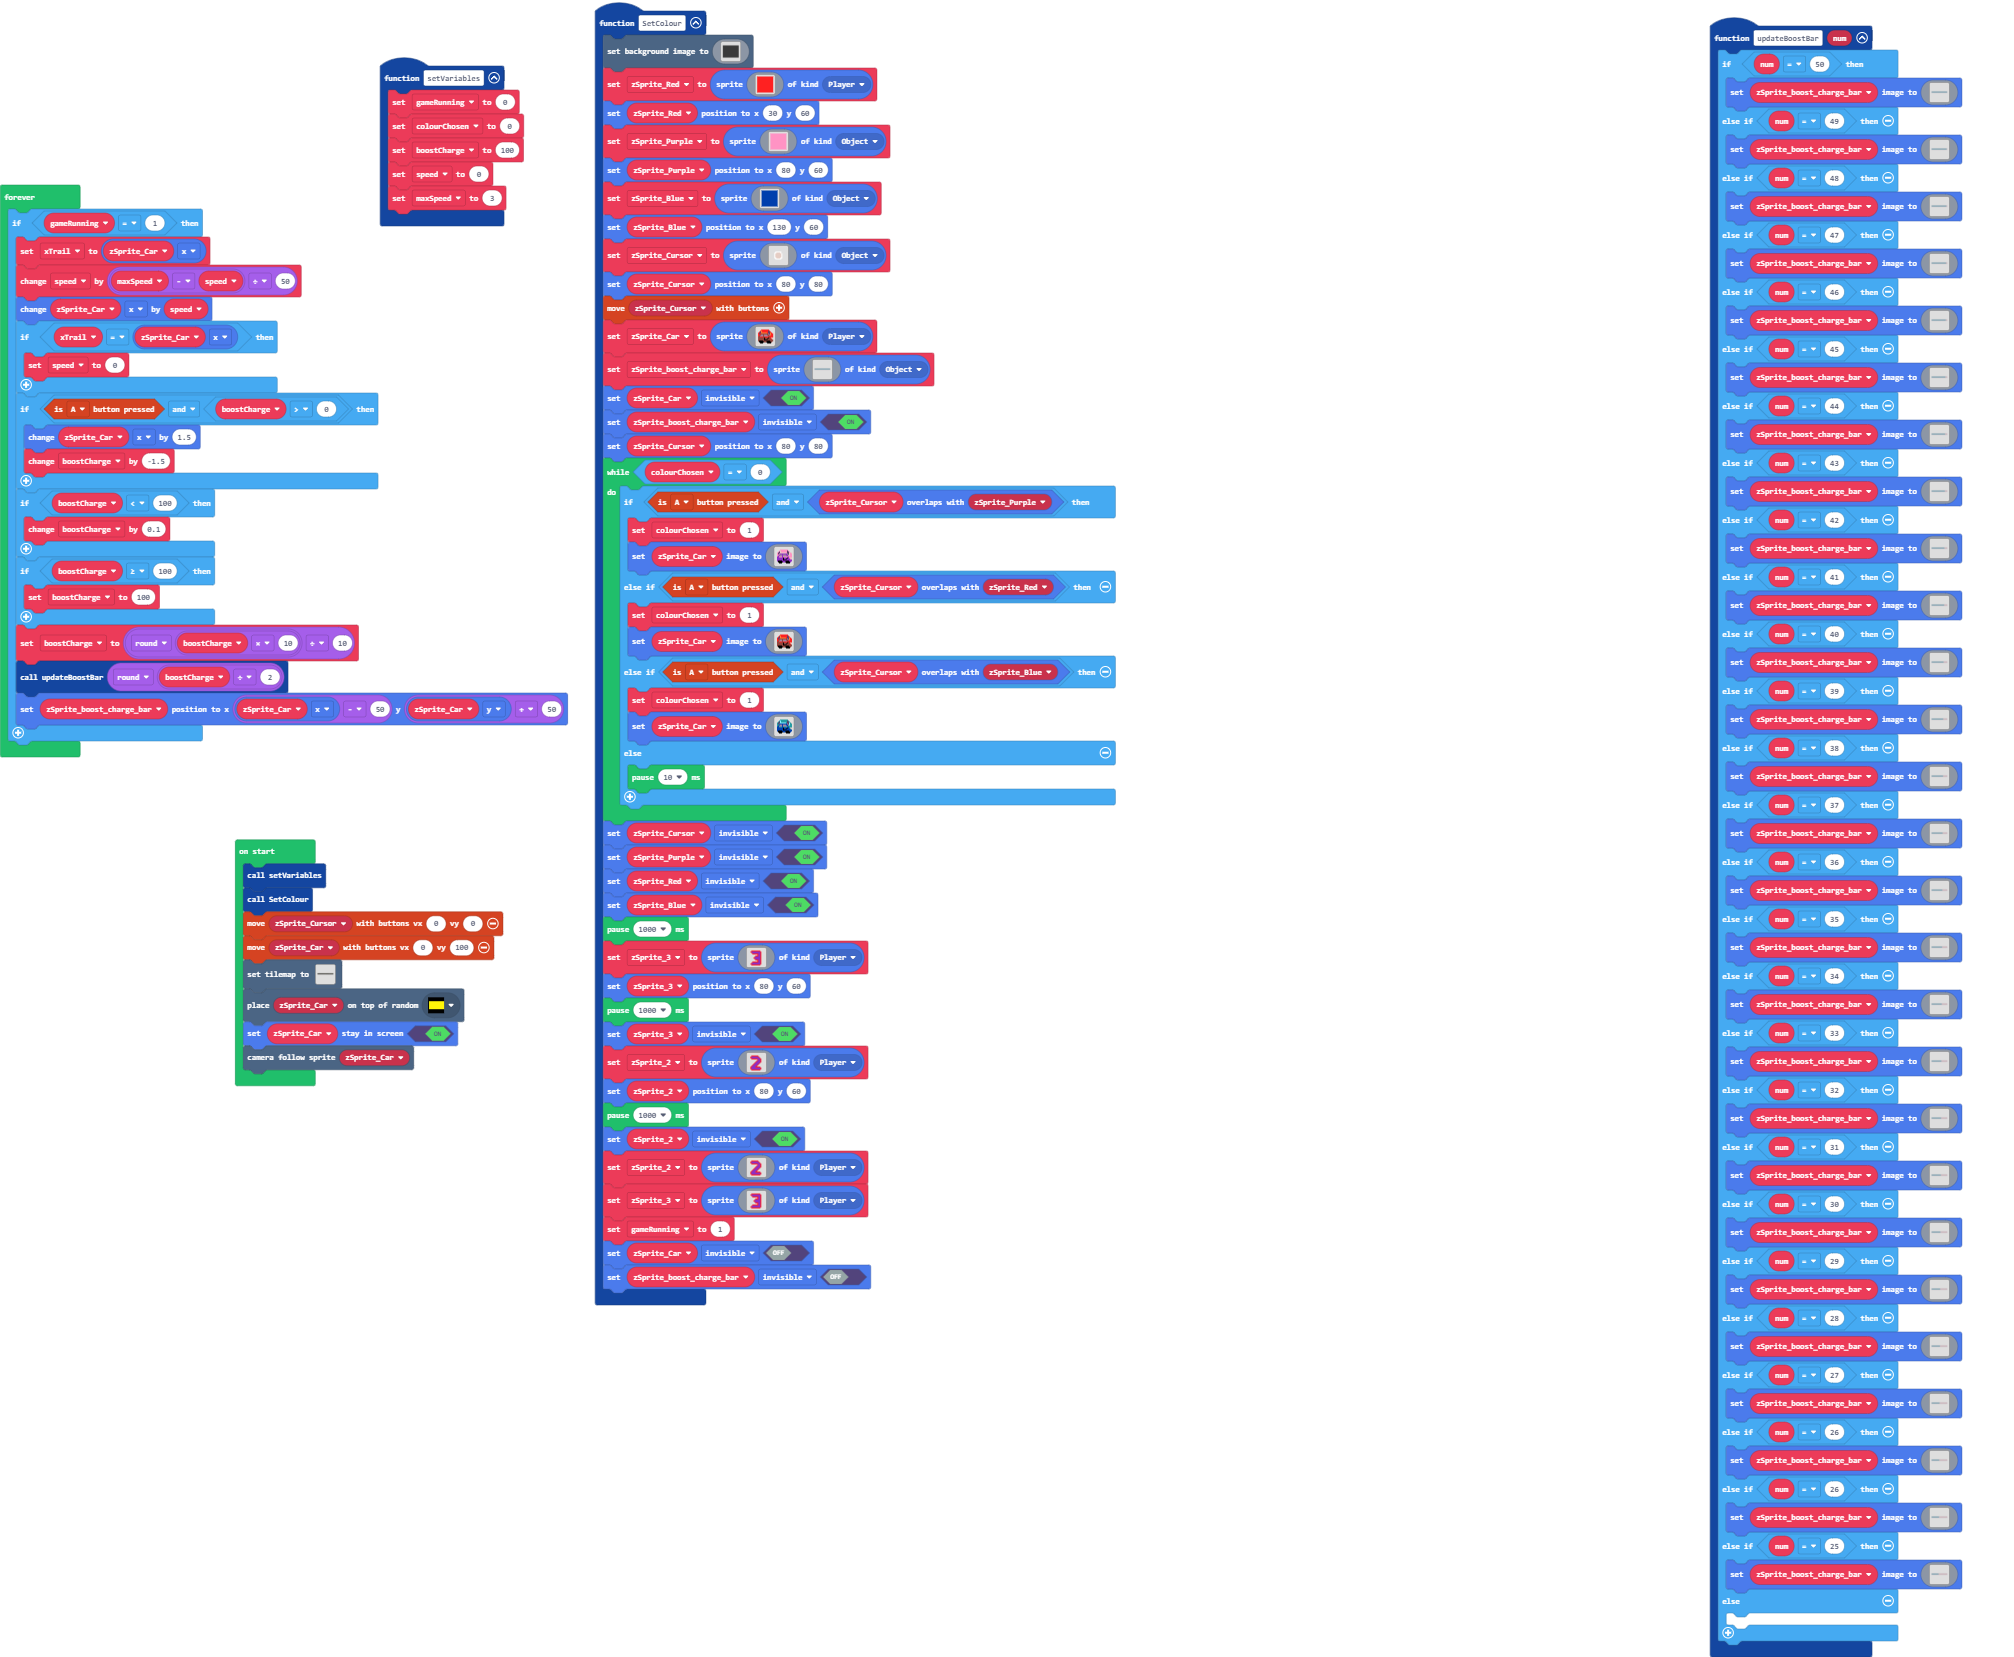 forever
if gameRunning = 1 then
set xTrail to zSprite_Car x
change speed by maxSpeed - speed ÷ 50
change zSprite_Car x by speed
if xTrail = zSprite_Car x then
set speed to 0
if is A button pressed and boostCharge > 0 then
change zSprite_Car x by 1.5
change boostCharge by -1.5
if boostCharge < 100 then
change boostCharge by 0.1
if boostCharge ≥ 100 then
set boostCharge to 100
set boostCharge to round boostCharge × 10 ÷ 10
call updateBoostBar round boostCharge ÷ 2
set zSprite_boost_charge_bar position to x zSprite_Car x - 50 y zSprite_Car y + 50
function setVariables
set gameRunning to 0
set colourChosen to 0
set boostCharge to 100
set speed to 0
set maxSpeed to 3
on start
call setVariables
call SetColour
move zSprite_Cursor with buttons vx 0 vy 0
move zSprite_Car with buttons vx 0 vy 100
set tilemap to
place zSprite_Car on top of random
set zSprite_Car stay in screen ON
camera follow sprite zSprite_Car
function SetColour
set background image to
set zSprite_Red to sprite of kind Player
set zSprite_Red position to x 30 y 60
set zSprite_Purple to sprite of kind Object
set zSprite_Purple position to x 80 y 60
set zSprite_Blue to sprite of kind Object
set zSprite_Blue position to x 130 y 60
set zSprite_Cursor to sprite of kind Object
set zSprite_Cursor position to x 80 y 80
move zSprite_Cursor with buttons
set zSprite_Car to sprite of kind Player
set zSprite_boost_charge_bar to sprite of kind Object
set zSprite_Car invisible ON
set zSprite_boost_charge_bar invisible ON
set zSprite_Cursor position to x 80 y 80
while colourChosen = 0
do
if is A button pressed and zSprite_Cursor overlaps with zSprite_Purple then
set colourChosen to 1
set zSprite_Car image to
else if is A button pressed and zSprite_Cursor overlaps with zSprite_Red then
set colourChosen to 1
set zSprite_Car image to
else if is A button pressed and zSprite_Cursor overlaps with zSprite_Blue then
set colourChosen to 1
set zSprite_Car image to
else
pause 10 ms
set zSprite_Cursor invisible ON
set zSprite_Purple invisible ON
set zSprite_Red invisible ON
set zSprite_Blue invisible ON
pause 1000 ms
set zSprite_3 to sprite 3 of kind Player
set zSprite_3 position to x 80 y 60
pause 1000 ms
set zSprite_3 invisible ON
set zSprite_2 to sprite 2 of kind Player
set zSprite_2 position to x 80 y 60
pause 1000 ms
set zSprite_2 invisible ON
set zSprite_2 to sprite 2 of kind Player
set zSprite_3 to sprite 3 of kind Player
set gameRunning to 1
set zSprite_Car invisible OFF
set zSprite_boost_charge_bar invisible OFF
function updateBoostBar num
if num = 50 then
set zSprite_boost_charge_bar image to
else if num = 49 then
set zSprite_boost_charge_bar image to
else if num = 48 then
set zSprite_boost_charge_bar image to
else if num = 47 then
set zSprite_boost_charge_bar image to
else if num = 46 then
set zSprite_boost_charge_bar image to
else if num = 45 then
set zSprite_boost_charge_bar image to
else if num = 44 then
set zSprite_boost_charge_bar image to
else if num = 43 then
set zSprite_boost_charge_bar image to
else if num = 42 then
set zSprite_boost_charge_bar image to
else if num = 41 then
set zSprite_boost_charge_bar image to
else if num = 40 then
set zSprite_boost_charge_bar image to
else if num = 39 then
set zSprite_boost_charge_bar image to
else if num = 38 then
set zSprite_boost_charge_bar image to
else if num = 37 then
set zSprite_boost_charge_bar image to
else if num = 36 then
set zSprite_boost_charge_bar image to
else if num = 35 then
set zSprite_boost_charge_bar image to
else if num = 34 then
set zSprite_boost_charge_bar image to
else if num = 33 then
set zSprite_boost_charge_bar image to
else if num = 32 then
set zSprite_boost_charge_bar image to
else if num = 31 then
set zSprite_boost_charge_bar image to
else if num = 30 then
set zSprite_boost_charge_bar image to
else if num = 29 then
set zSprite_boost_charge_bar image to
else if num = 28 then
set zSprite_boost_charge_bar image to
else if num = 27 then
set zSprite_boost_charge_bar image to
else if num = 26 then
set zSprite_boost_charge_bar image to
else if num = 26 then
set zSprite_boost_charge_bar image to
else if num = 25 then
set zSprite_boost_charge_bar image to
else